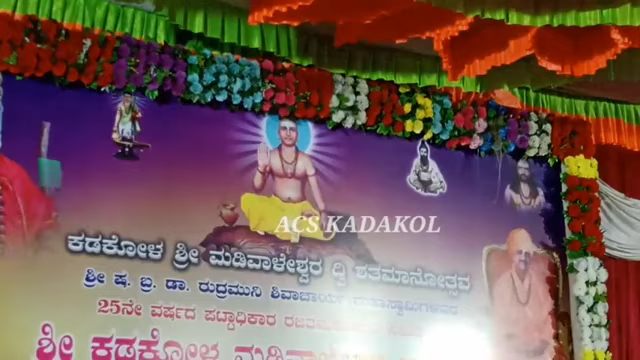 ACS KADAKOL
ಕಡಕೋಳ ಶ್ರೀ ಮಡಿವಾಳೇಶ್ವರ ದ್ವಿ ಶತಮಾನೋತ್ಸವ
ಶ್ರೀ ಷ. ಬ್ರ. ಡಾ. ರುದ್ರಮುನಿ ಶಿವಾಚಾರ್ಯ
25ನೇ ವರ್ಷದ ಪಟ್ಟಾಧಿಕಾರ
ಶ್ರೀ ಕಡಕೋಳ